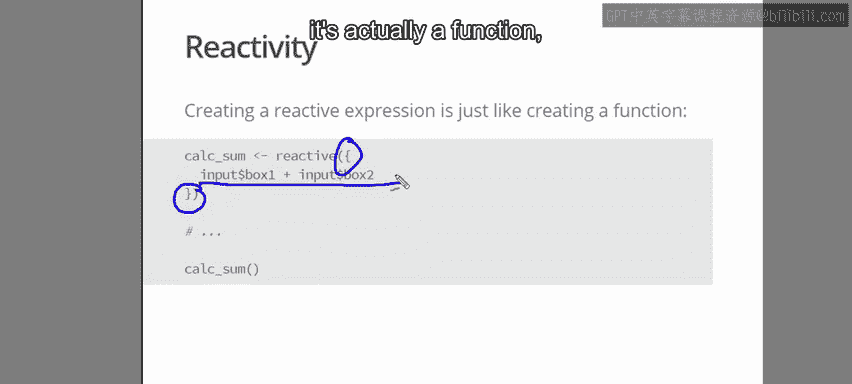 it's actually a function,
GPT中英字幕课程资源@bilibili.com
Reactivity
Creating a reactive expression is just like creating a function:
calc_sum <- reactive({
input$box1 + input$box2
})
# ...
calc_sum()